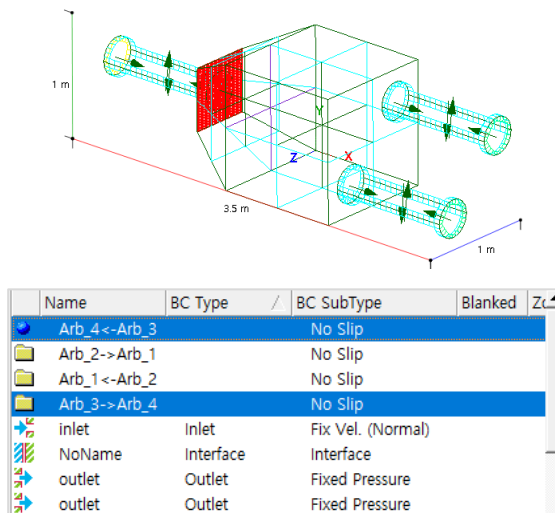 1 m
Y
Z
X
3.5 m
1 m
Name BC Type BC SubType Blanked
Arb_4<-Arb_3 No Slip
Arb_2->Arb_1 No Slip
Arb_1<-Arb_2 No Slip
Arb_3->Arb_4 No Slip
inlet Inlet Fix Vel. (Normal)
NoName Interface Interface
outlet Outlet Fixed Pressure
outlet Outlet Fixed Pressure